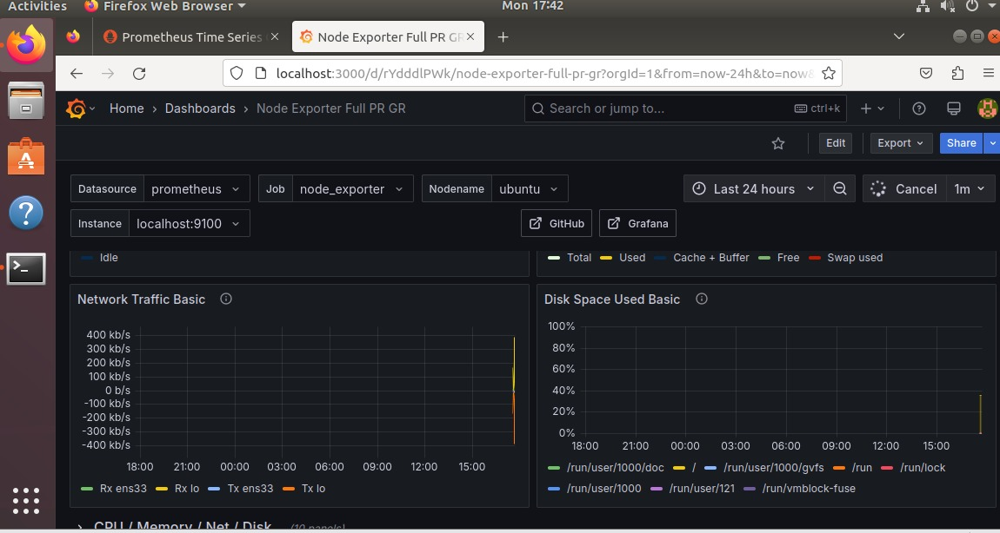 Activities Firefox Web Browser Mon 17:42
Prometheus Time Series Node Exporter Full PR GR
localhost:3000/d/rYdddlPWk/node-exporter-full-pr-gr?orgId=1&from=now-24h&to=now&
Home › Dashboards › Node Exporter Full PR GR Search or jump to... ctrl+k
Edit Export Share
Datasource prometheus Job node_exporter Nodename ubuntu Last 24 hours Cancel 1m
Instance localhost:9100 GitHub Grafana
Idle Total Used Cache + Buffer Free Swap used
Network Traffic Basic
400 kb/s
300 kb/s
200 kb/s
100 kb/s
0 b/s
-100 kb/s
-200 kb/s
-300 kb/s
-400 kb/s
18:00 21:00 00:00 03:00 06:00 09:00 12:00 15:00
Rx ens33 Rx lo Tx ens33 Tx lo
Disk Space Used Basic
100%
80%
60%
40%
20%
0%
18:00 21:00 00:00 03:00 06:00 09:00 12:00 15:00
/run/user/1000/doc / /run/user/1000/gvfs /run /run/lock
/run/user/1000 /run/user/121 /run/vmblock-fuse
CPU / Memory / Net / Disk (10 panels)